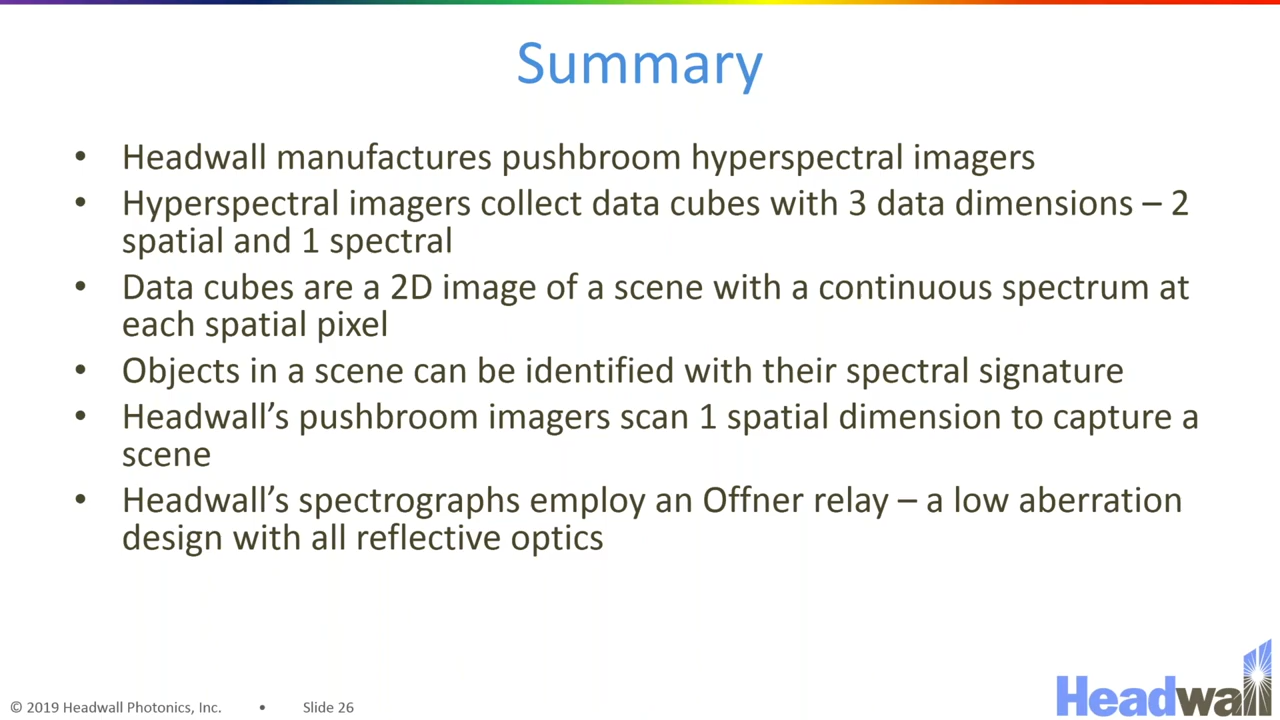 Summary
• Headwall manufactures pushbroom hyperspectral imagers
• Hyperspectral imagers collect data cubes with 3 data dimensions – 2
spatial and 1 spectral
• Data cubes are a 2D image of a scene with a continuous spectrum at
each spatial pixel
• Objects in a scene can be identified with their spectral signature
• Headwall’s pushbroom imagers scan 1 spatial dimension to capture a
scene
• Headwall’s spectrographs employ an Offner relay – a low aberration
design with all reflective optics
© 2019 Headwall Photonics, Inc. • Slide 26
Headwall